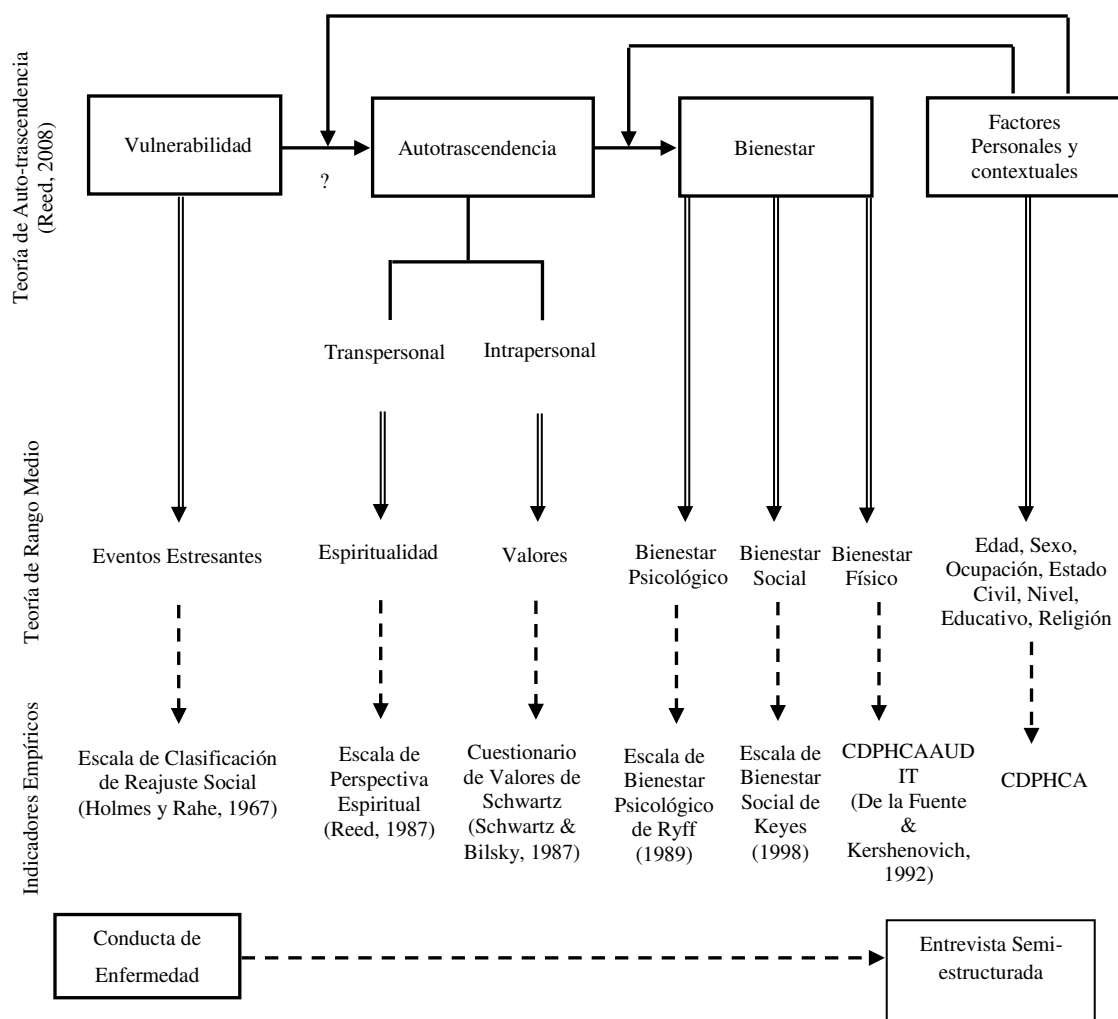 Teoría de Auto-trascendencia
(Reed, 2008)
Vulnerabilidad
?
Autotrascendencia
Bienestar
Factores
Personales y
contextuales
Transpersonal
Intrapersonal
Teoría de Rango Medio
Eventos Estresantes
Espiritualidad
Valores
Bienestar
Psicológico
Bienestar
Social
Bienestar
Físico
Edad, Sexo,
Ocupación, Estado
Civil, Nivel,
Educativo, Religión
Indicadores Empíricos
Escala de Clasificación
de Reajuste Social
(Holmes y Rahe, 1967)
Escala de
Perspectiva
Espiritual
(Reed, 1987)
Cuestionario
de Valores de
Schwartz
(Schwartz &
Bilsky, 1987)
Escala de
Bienestar
Psicológico
de Ryff
(1989)
Escala de
Bienestar
Social de
Keyes
(1998)
CDPHCAAUD
IT
(De la Fuente
&
Kershenovich,
1992)
CDPHCA
Conducta de
Enfermedad
Entrevista Semi-
estructurada